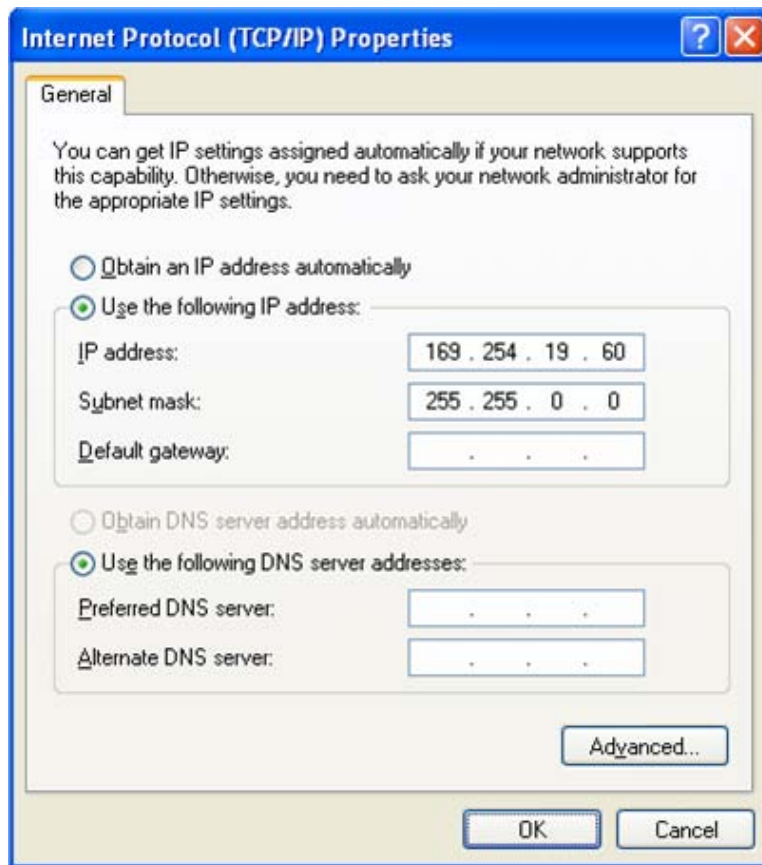 Internet Protocol (TCP/IP) Properties
General
You can get IP settings assigned automatically if your network supports
this capability. Otherwise, you need to ask your network administrator for
the appropriate IP settings.
Obtain an IP address automatically
Use the following IP address:
IP address: 169 . 254 . 19 . 60
Subnet mask: 255 . 255 . 0 . 0
Default gateway: . . .
Obtain DNS server address automatically
Use the following DNS server addresses:
Preferred DNS server: . . .
Alternate DNS server: . . .
Advanced...
OK Cancel